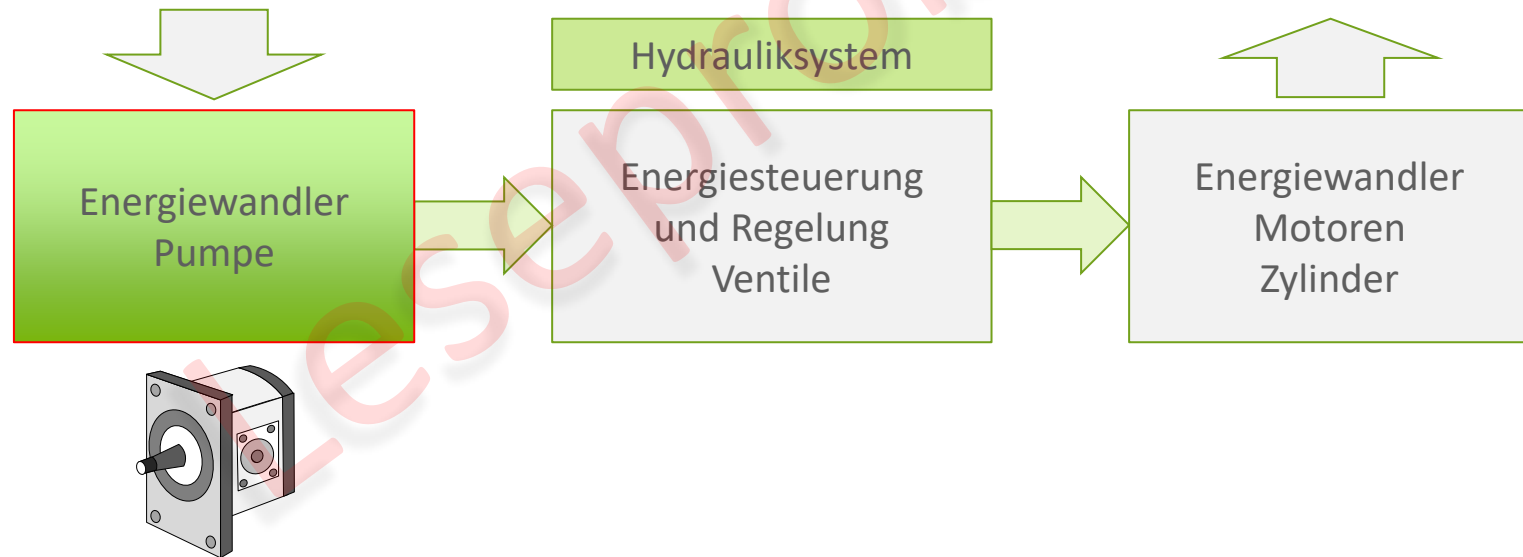 Hydrauliksystem
Energiewandler
Pumpe
Energiesteuerung
und Regelung
Ventile
Energiewandler
Motoren
Zylinder
Lesepro